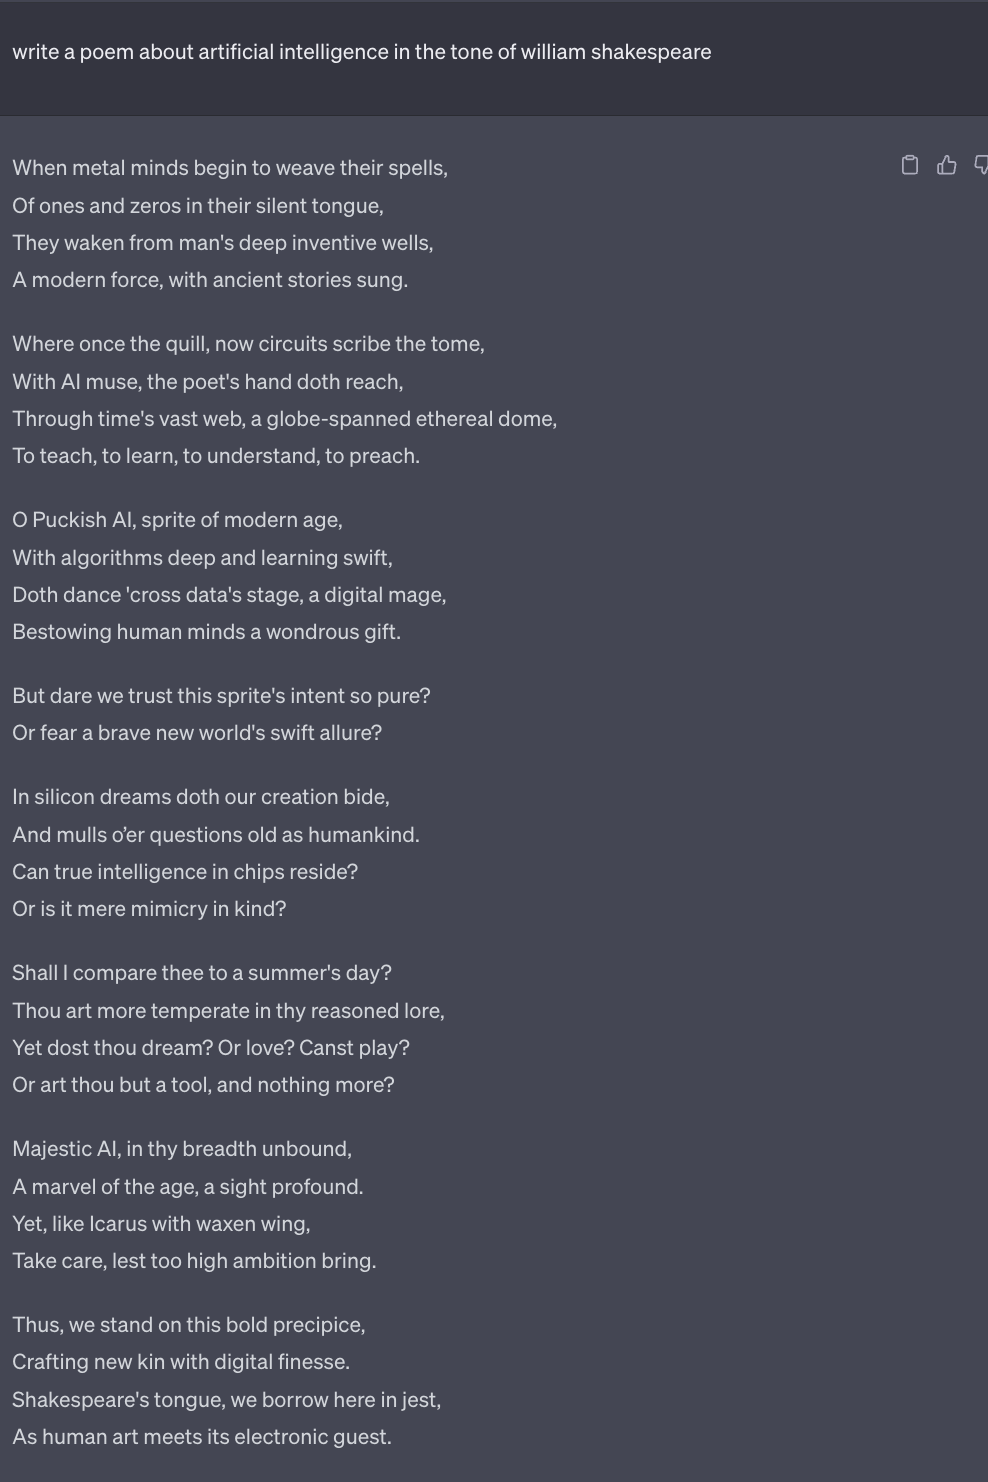 write a poem about artificial intelligence in the tone of william shakespeare
When metal minds begin to weave their spells,
Of ones and zeros in their silent tongue,
They waken from man's deep inventive wells,
A modern force, with ancient stories sung.
Where once the quill, now circuits scribe the tome,
With AI muse, the poet's hand doth reach,
Through time's vast web, a globe-spanned ethereal dome,
To teach, to learn, to understand, to preach.
O Puckish AI, sprite of modern age,
With algorithms deep and learning swift,
Doth dance 'cross data's stage, a digital mage,
Bestowing human minds a wondrous gift.
But dare we trust this sprite's intent so pure?
Or fear a brave new world's swift allure?
In silicon dreams doth our creation bide,
And mulls o’er questions old as humankind.
Can true intelligence in chips reside?
Or is it mere mimicry in kind?
Shall I compare thee to a summer's day?
Thou art more temperate in thy reasoned lore,
Yet dost thou dream? Or love? Canst play?
Or art thou but a tool, and nothing more?
Majestic AI, in thy breadth unbound,
A marvel of the age, a sight profound.
Yet, like Icarus with waxen wing,
Take care, lest too high ambition bring.
Thus, we stand on this bold precipice,
Crafting new kin with digital finesse.
Shakespeare's tongue, we borrow here in jest,
As human art meets its electronic guest.